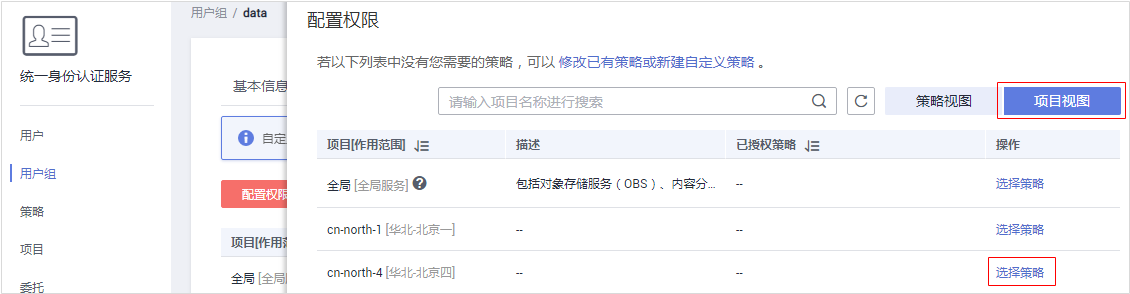 用户组 / data
统一身份认证服务
用户
用户组
策略
项目
委托
基本信息
自定
配置权限
项目[作用范
全局 [全局
配置权限
若以下列表中没有您需要的策略，可以 修改已有策略或新建自定义策略 。
请输入项目名称进行搜索
策略视图
项目视图
项目[作用范围] 描述 已授权策略 操作
全局 [全局服务] 包括对象存储服务（OBS）、内容分... -- 选择策略
cn-north-1 [华北-北京一] -- -- 选择策略
cn-north-4 [华北-北京四] -- -- 选择策略